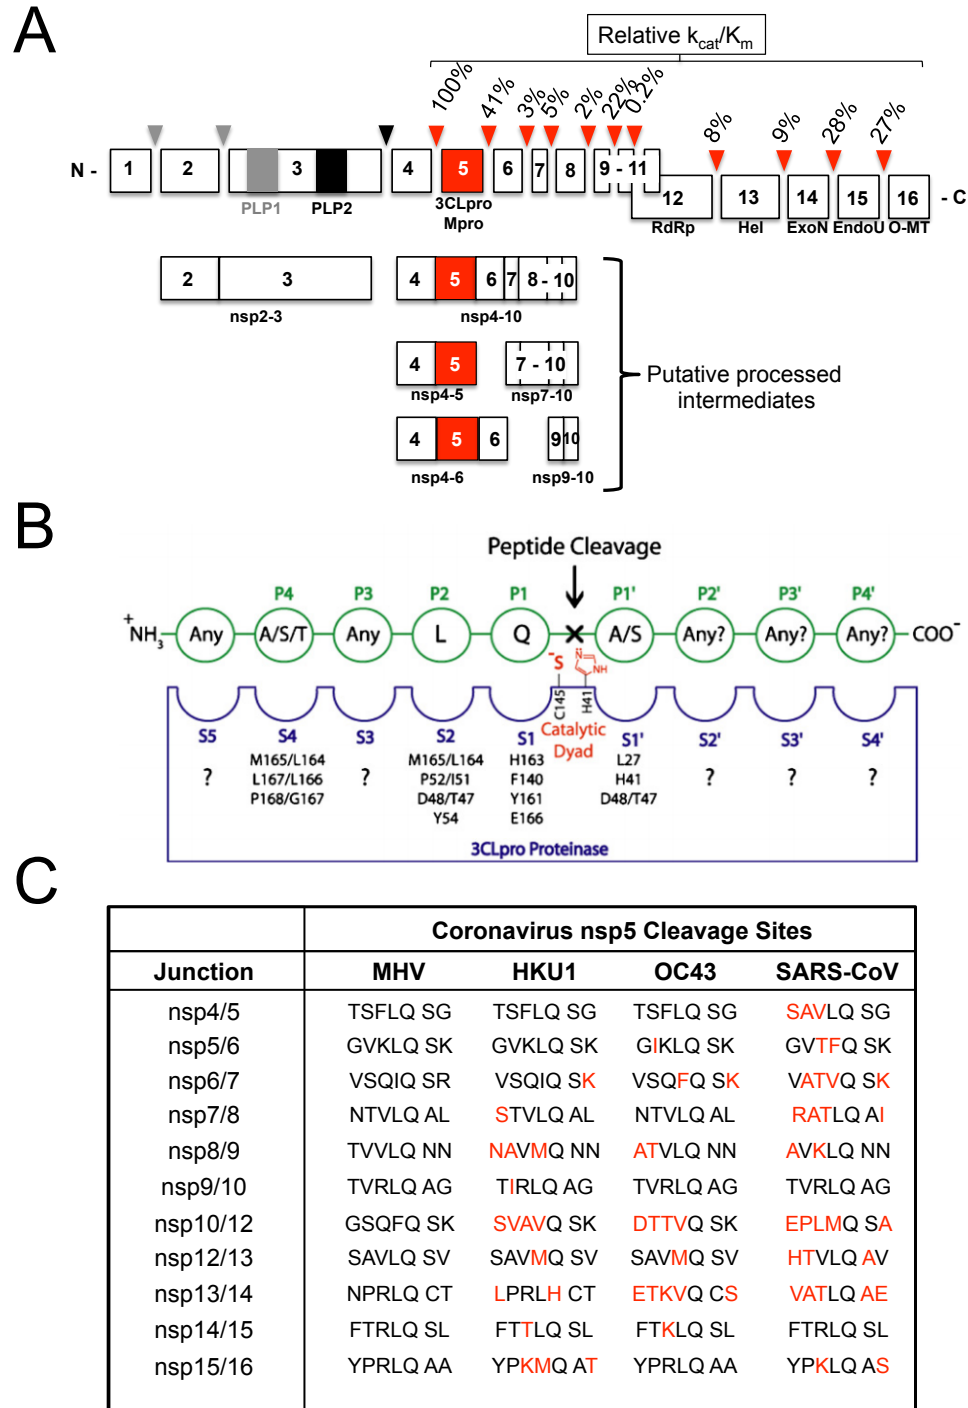 A
Relative kcat/Km
100% 41% 3% 5% 2% 22% 0.2% 8% 9% 28% 27%
N - 1 2 3 4 5 6 7 8 9 - 11
12 13 14 15 16 - C
PLP1 PLP2 3CLpro
Mpro
RdRp Hel ExoN EndoU O-MT
2 3 4 5 6 7 8 - 10
nsp2-3 nsp4-10
4 5 7 - 10
nsp4-5 nsp7-10
Putative processed
intermediates
4 5 6 9 10
nsp4-6 nsp9-10
B
Peptide Cleavage
P4 P3 P2 P1 P1' P2' P3' P4'
+NH3 Any A/S/T Any L Q X A/S Any? Any? Any? COO-
-S N NH
C145 H41
Catalytic
Dyad
S5 S4 S3 S2 S1 S1' S2' S3' S4'
? M165/L164 ? M165/L164 H163 L27 ? ? ?
L167/L166 P52/I51 F140 H41
P168/G167 D48/T47 Y161 D48/T47
Y54 E166
3CLpro Proteinase
C
Coronavirus nsp5 Cleavage Sites
Junction MHV HKU1 OC43 SARS-CoV
nsp4/5 TSFLQ SG TSFLQ SG TSFLQ SG SAVLQ SG
nsp5/6 GVKLQ SK GVKLQ SK GIKLQ SK GVTFQ SK
nsp6/7 VSQIQ SR VSQIQ SK VSQFQ SK VATVQ SK
nsp7/8 NTVLQ AL STVLQ AL NTVLQ AL RATLQ AI
nsp8/9 TVVLQ NN NAVMQ NN ATVLQ NN AVKLQ NN
nsp9/10 TVRLQ AG TIRLQ AG TVRLQ AG TVRLQ AG
nsp10/12 GSQFQ SK SVAVQ SK DTTVQ SK EPLMQ SA
nsp12/13 SAVLQ SV SAVMQ SV SAVMQ SV HTVLQ AV
nsp13/14 NPRLQ CT LPRLH CT ETKVQ CS VATLQ AE
nsp14/15 FTRLQ SL FTTLQ SL FTKLQ SL FTRLQ SL
nsp15/16 YPRLQ AA YPKMQ AT YPRLQ AA YPKLQ AS